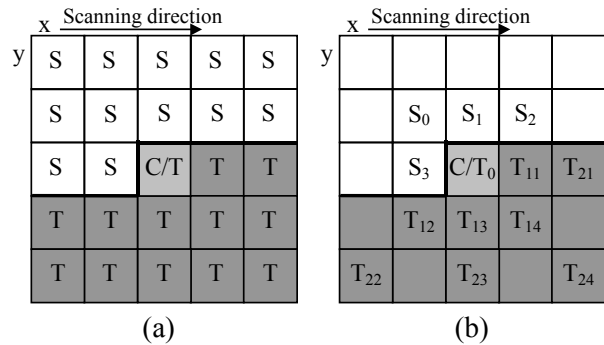 x Scanning direction
y S S S S S
S S S S S
S S C/T T T
T T T T T
T T T T T
(a)
x Scanning direction
y
S₀ S₁ S₂
S₃ C/T₀ T₁₁ T₂₁
T₁₂ T₁₃ T₁₄
T₂₂ T₂₃ T₂₄
(b)